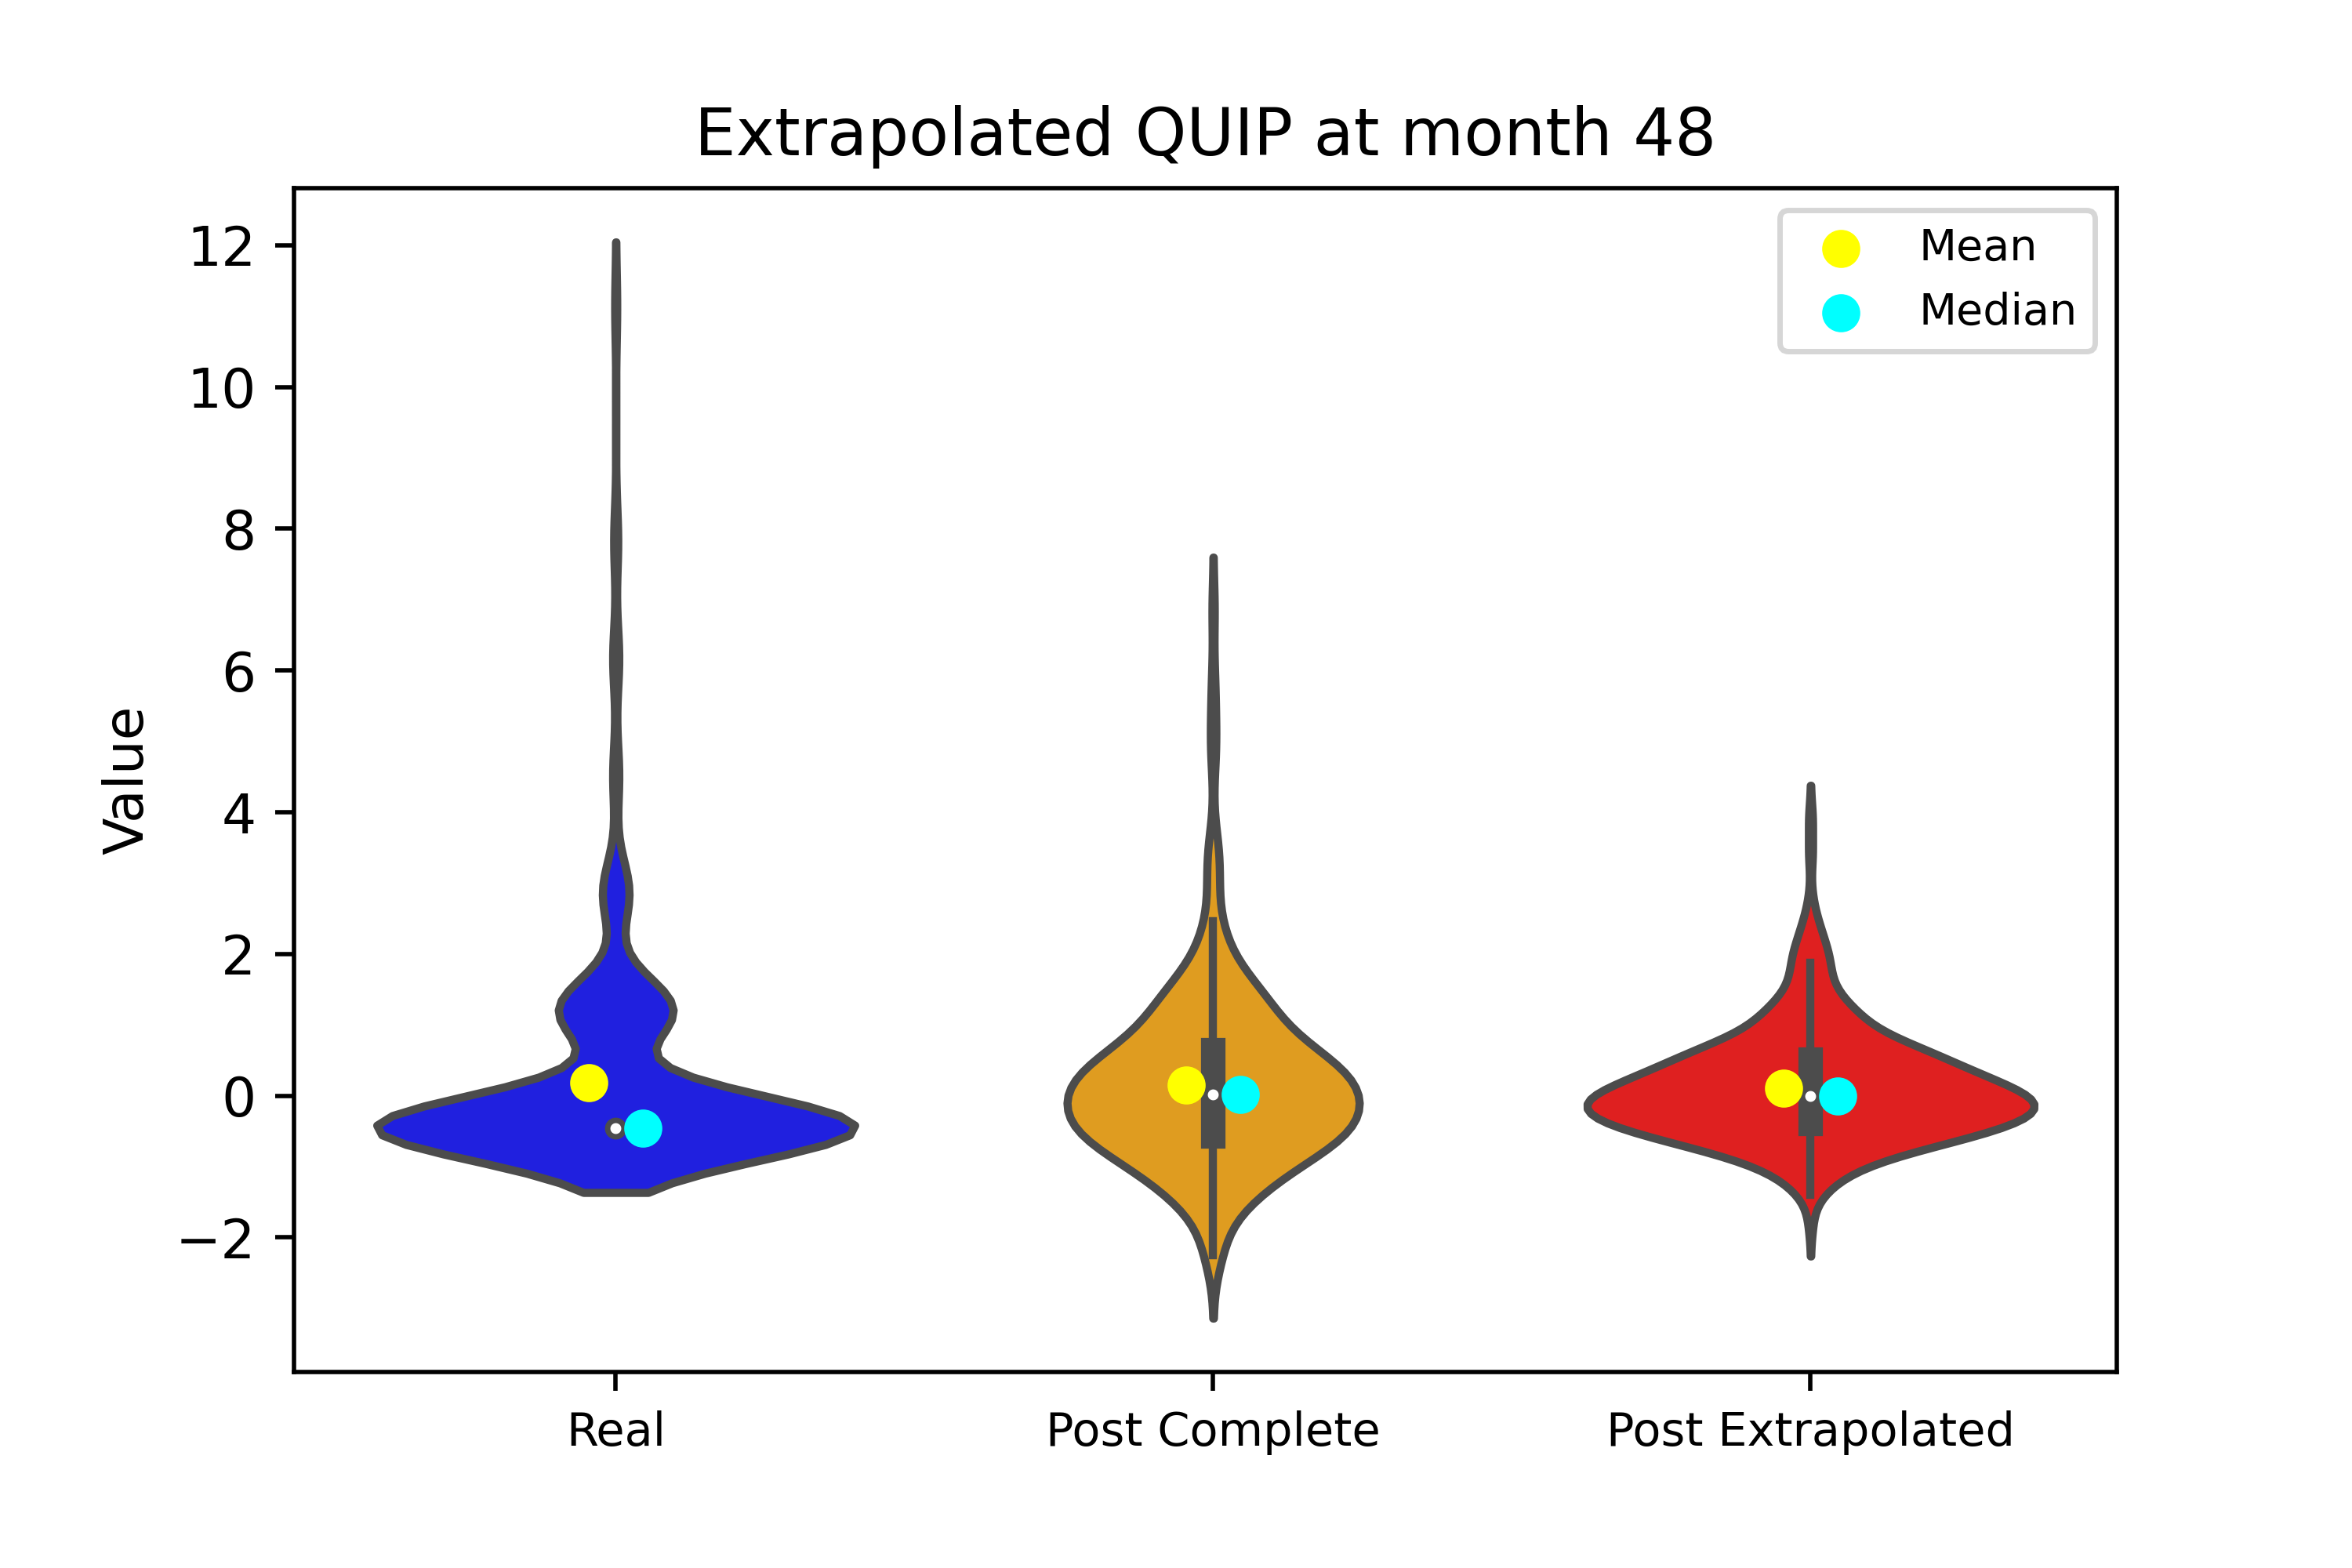 Extrapolated QUIP at month 48
Mean
Median
12
10
8
6
4
2
0
−2
Value
Real
Post Complete
Post Extrapolated